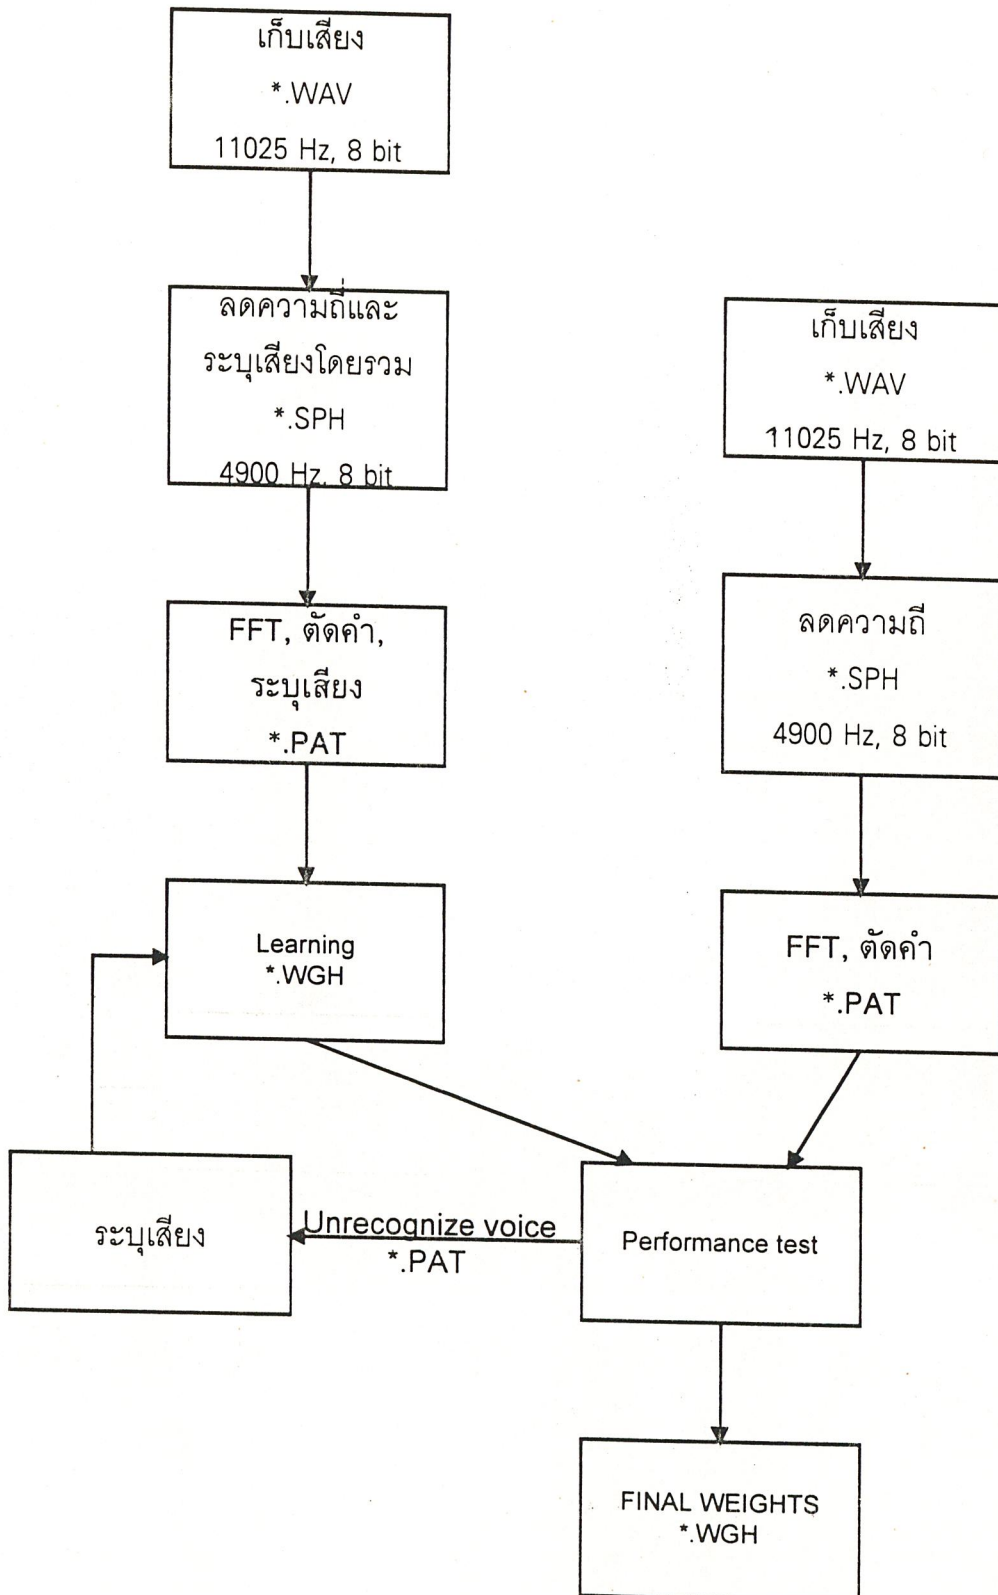 เก็บเสียง
*.WAV
11025 Hz, 8 bit
ลดความถี่และ
ระบุเสียงโดยรวม
*.SPH
4900 Hz, 8 bit
FFT, ตัดคำ,
ระบุเสียง
*.PAT
Learning
*.WGH
เก็บเสียง
*.WAV
11025 Hz, 8 bit
ลดความถี่
*.SPH
4900 Hz, 8 bit
FFT, ตัดคำ
*.PAT
ระบุเสียง
Unrecognize voice
*.PAT
Performance test
FINAL WEIGHTS
*.WGH